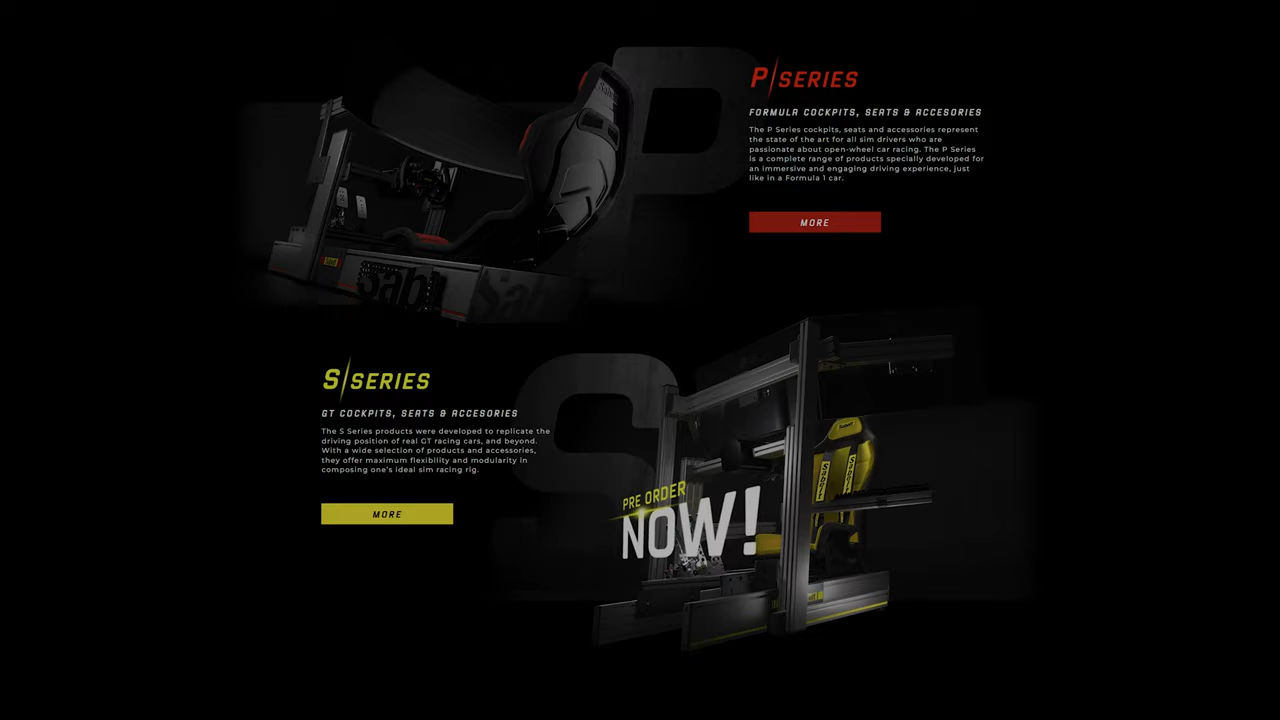 P/SERIES
FORMULA COCKPITS, SEATS & ACCESORIES
The P Series cockpits, seats and accessories represent
the state of the art for all sim drivers who are
passionate about open-wheel car racing. The P Series
is a complete range of products specially developed for
an immersive and engaging driving experience, just
like in a Formula 1 car.
MORE
P
Sab
S/SERIES
GT COCKPITS, SEATS & ACCESORIES
The S Series products were developed to replicate the
driving position of real GT racing cars, and beyond.
With a wide selection of products and accessories,
they offer maximum flexibility and modularity in
composing one's ideal sim racing rig.
MORE
S
PRE ORDER
NOW!